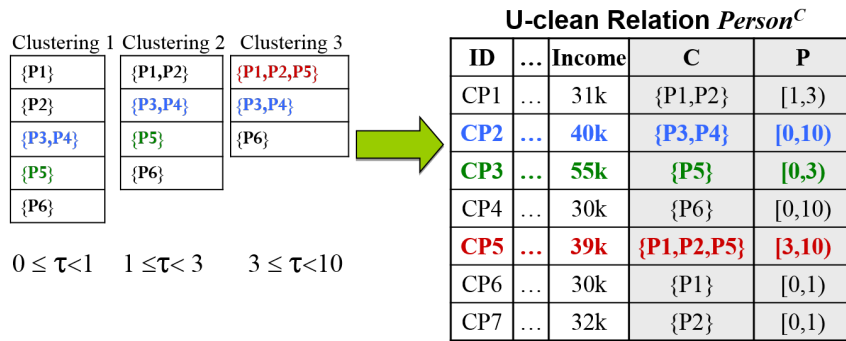 U-clean Relation Person^C
Clustering 1 Clustering 2 Clustering 3
{P1} {P1,P2} {P1,P2,P5}
{P2} {P3,P4} {P3,P4}
{P3,P4} {P5} {P6}
{P5} {P6}
{P6}
0 ≤ τ<1 1 ≤τ< 3 3 ≤ τ<10
ID ... Income C P
CP1 ... 31k {P1,P2} [1,3)
CP2 ... 40k {P3,P4} [0,10)
CP3 ... 55k {P5} [0,3)
CP4 ... 30k {P6} [0,10)
CP5 ... 39k {P1,P2,P5} [3,10)
CP6 ... 30k {P1} [0,1)
CP7 ... 32k {P2} [0,1)